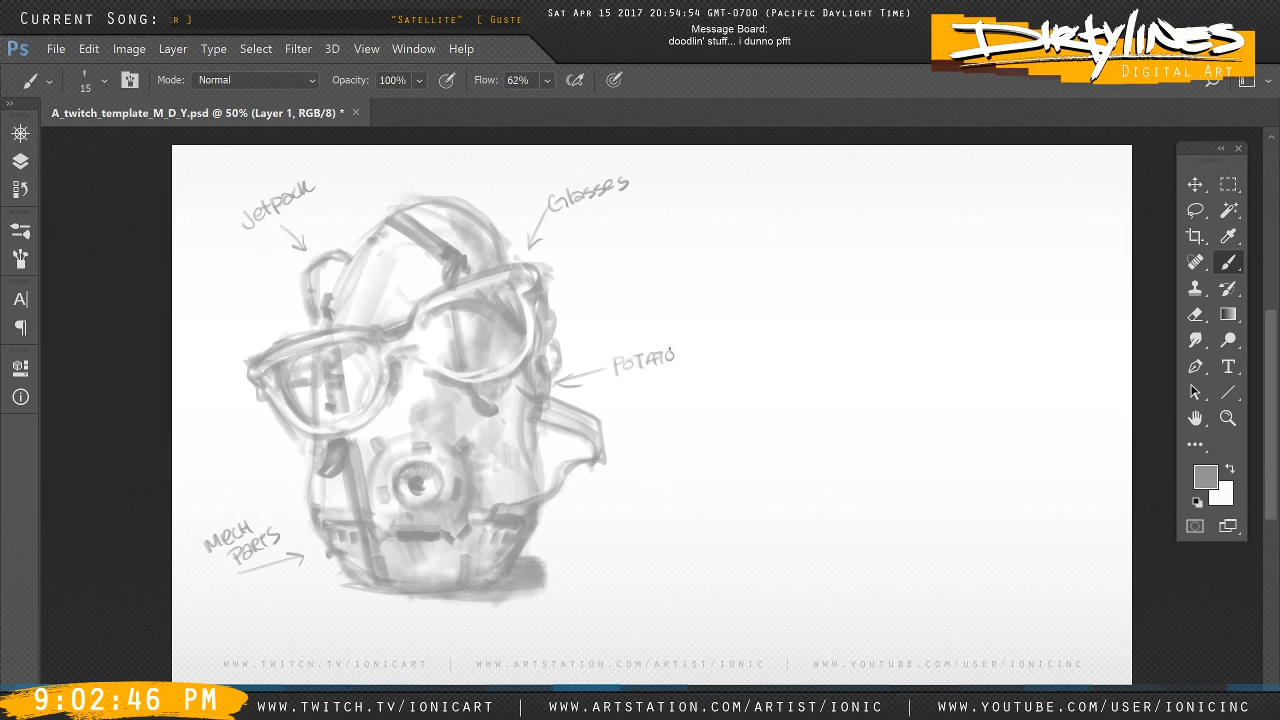 Current Song:
R ]
"Satellite" [ Guste
Sat Apr 15 2017 20:54:54 GMT-0700 (Pacific Daylight Time)
Message Board:
doodlin' stuff... i dunno pfft
Dirtylines
Digital Art
Ps File Edit Image Layer Type Select Filter 3D View Window Help
15 Mode: Normal Opacity: 100% Flow: 62%
A_twitch_template_M_D_Y.psd @ 50% (Layer 1, RGB/8) *
Jetpack
Glasses
POTATO
Mech
Parts
WWW.TWITCH.TV/IONICART | WWW.ARTSTATION.COM/ARTIST/IONIC | WWW.YOUTUBE.COM/USER/IONICINC
9:02:46 PM
WWW.TWITCH.TV/IONICART | WWW.ARTSTATION.COM/ARTIST/IONIC | WWW.YOUTUBE.COM/USER/IONICINC